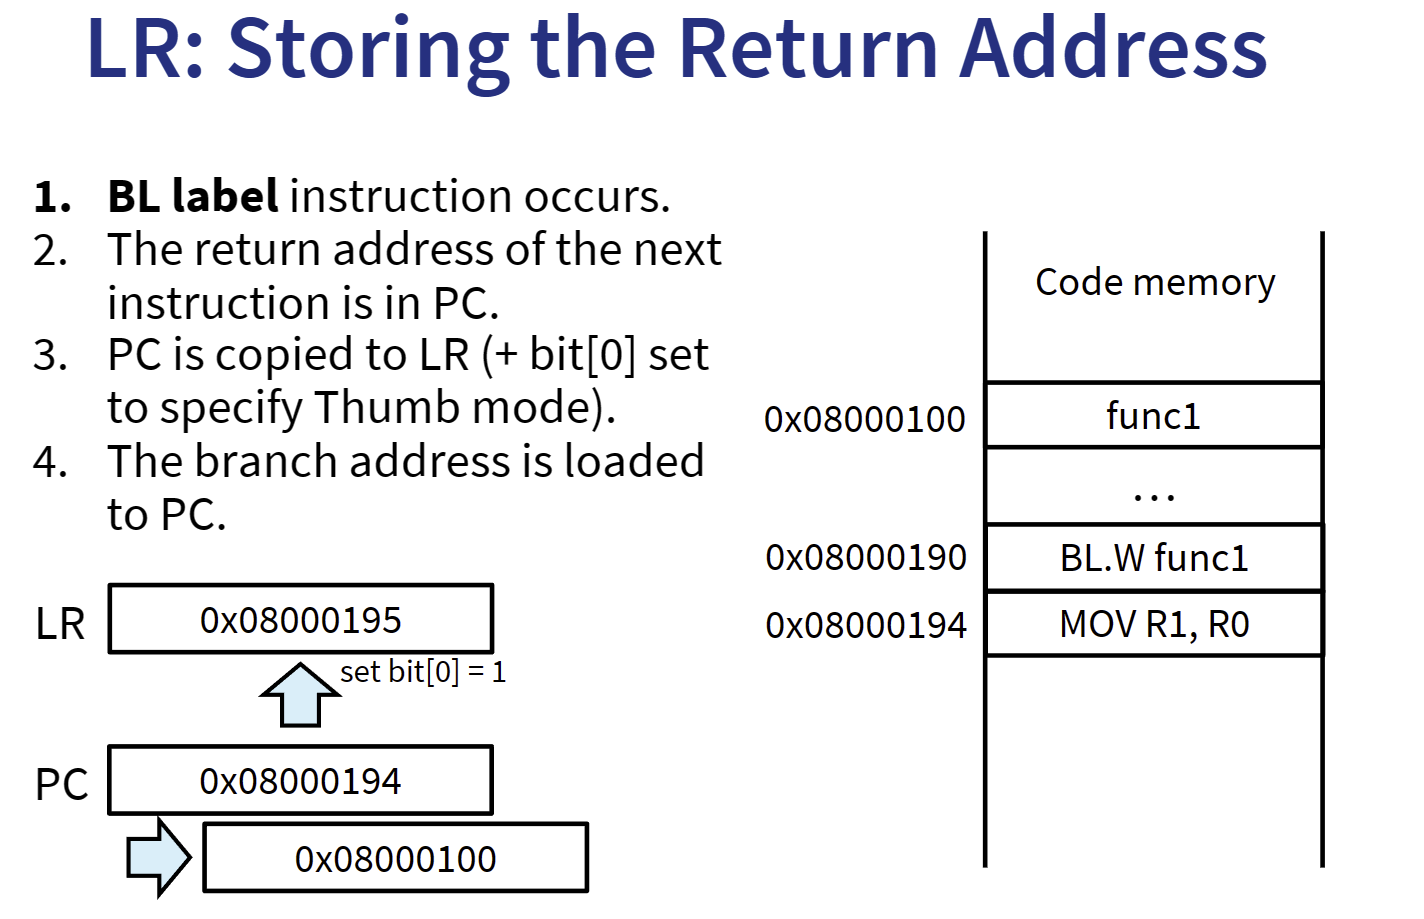 LR: Storing the Return Address
1. BL label instruction occurs.
2. The return address of the next
instruction is in PC.
3. PC is copied to LR (+ bit[0] set
to specify Thumb mode).
4. The branch address is loaded
to PC.
LR 0x08000195
set bit[0] = 1
PC 0x08000194
0x08000100
Code memory
0x08000100 func1
...
0x08000190 BL.W func1
0x08000194 MOV R1, R0